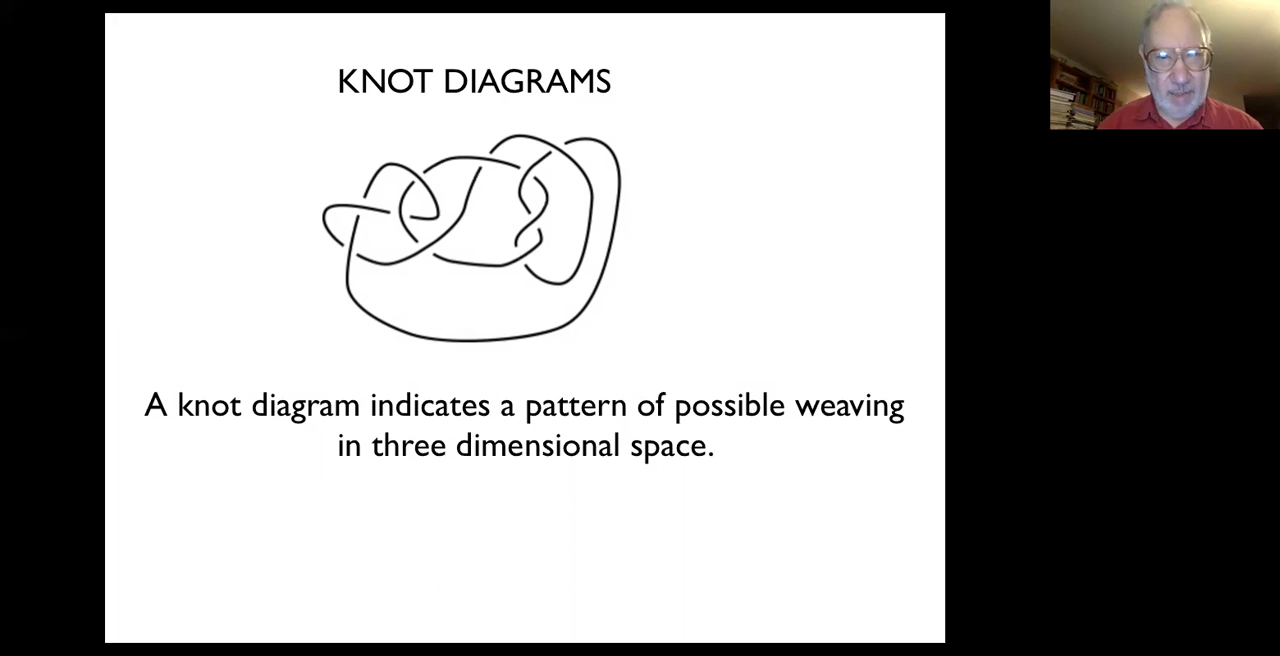 KNOT DIAGRAMS
A knot diagram indicates a pattern of possible weaving
in three dimensional space.